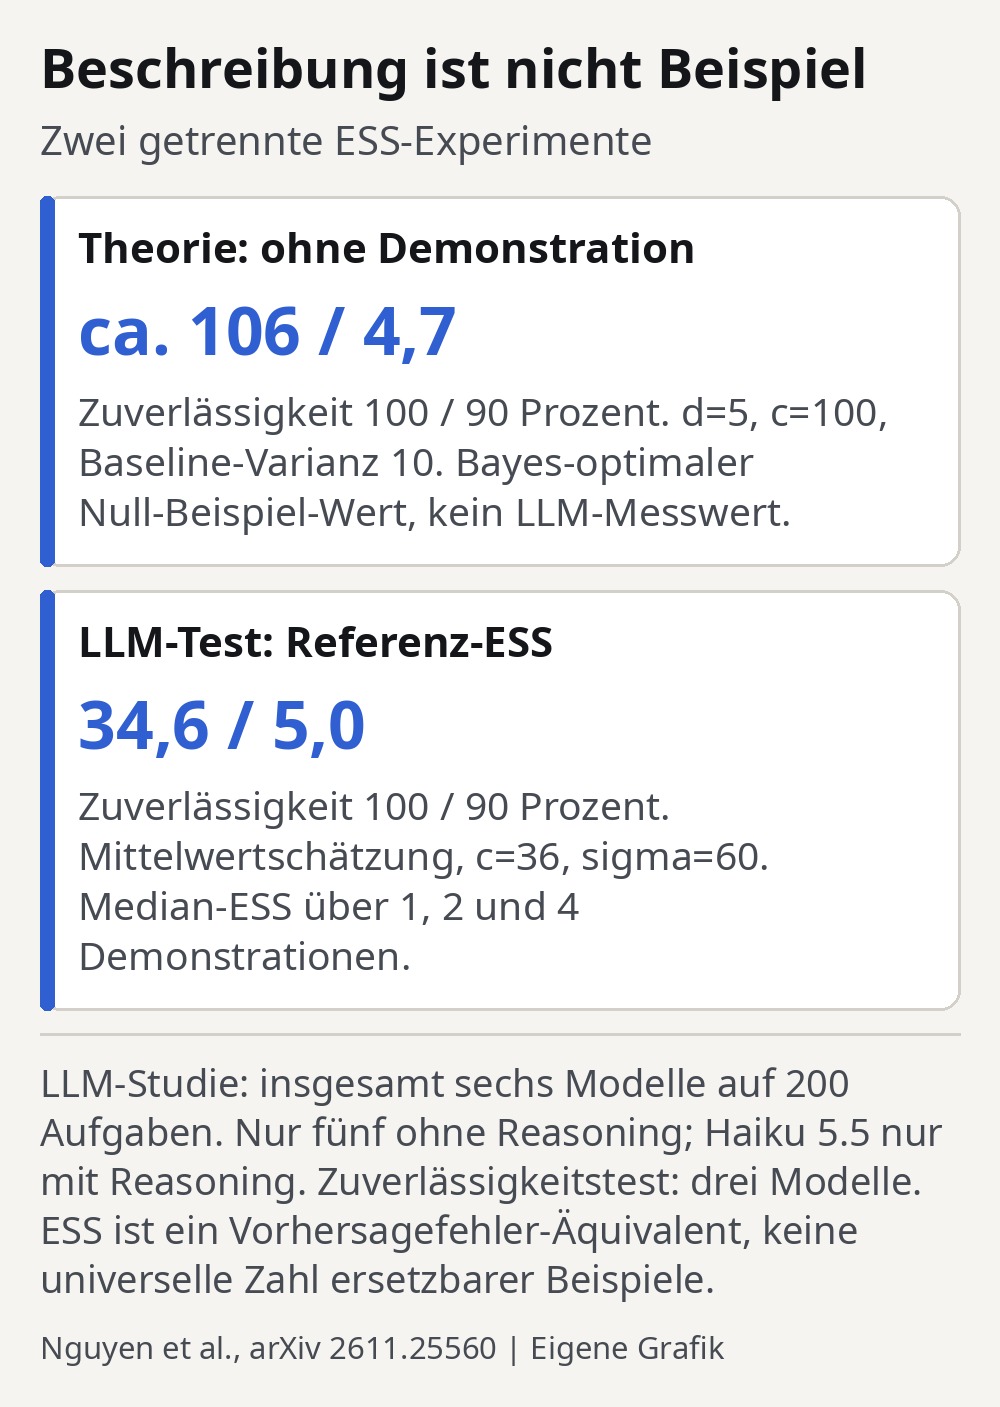 Beschreibung ist nicht Beispiel
Zwei getrennte ESS-Experimente
Theorie: ohne Demonstration
ca. 106 / 4,7
Zuverlässigkeit 100 / 90 Prozent. d=5, c=100,
Baseline-Varianz 10. Bayes-optimaler
Null-Beispiel-Wert, kein LLM-Messwert.
LLM-Test: Referenz-ESS
34,6 / 5,0
Zuverlässigkeit 100 / 90 Prozent.
Mittelwertschätzung, c=36, sigma=60.
Median-ESS über 1, 2 und 4
Demonstrationen.
LLM-Studie: insgesamt sechs Modelle auf 200
Aufgaben. Nur fünf ohne Reasoning; Haiku 5.5 nur
mit Reasoning. Zuverlässigkeitstest: drei Modelle.
ESS ist ein Vorhersagefehler-Äquivalent, keine
universelle Zahl ersetzbarer Beispiele.
Nguyen et al., arXiv 2611.25560 | Eigene Grafik